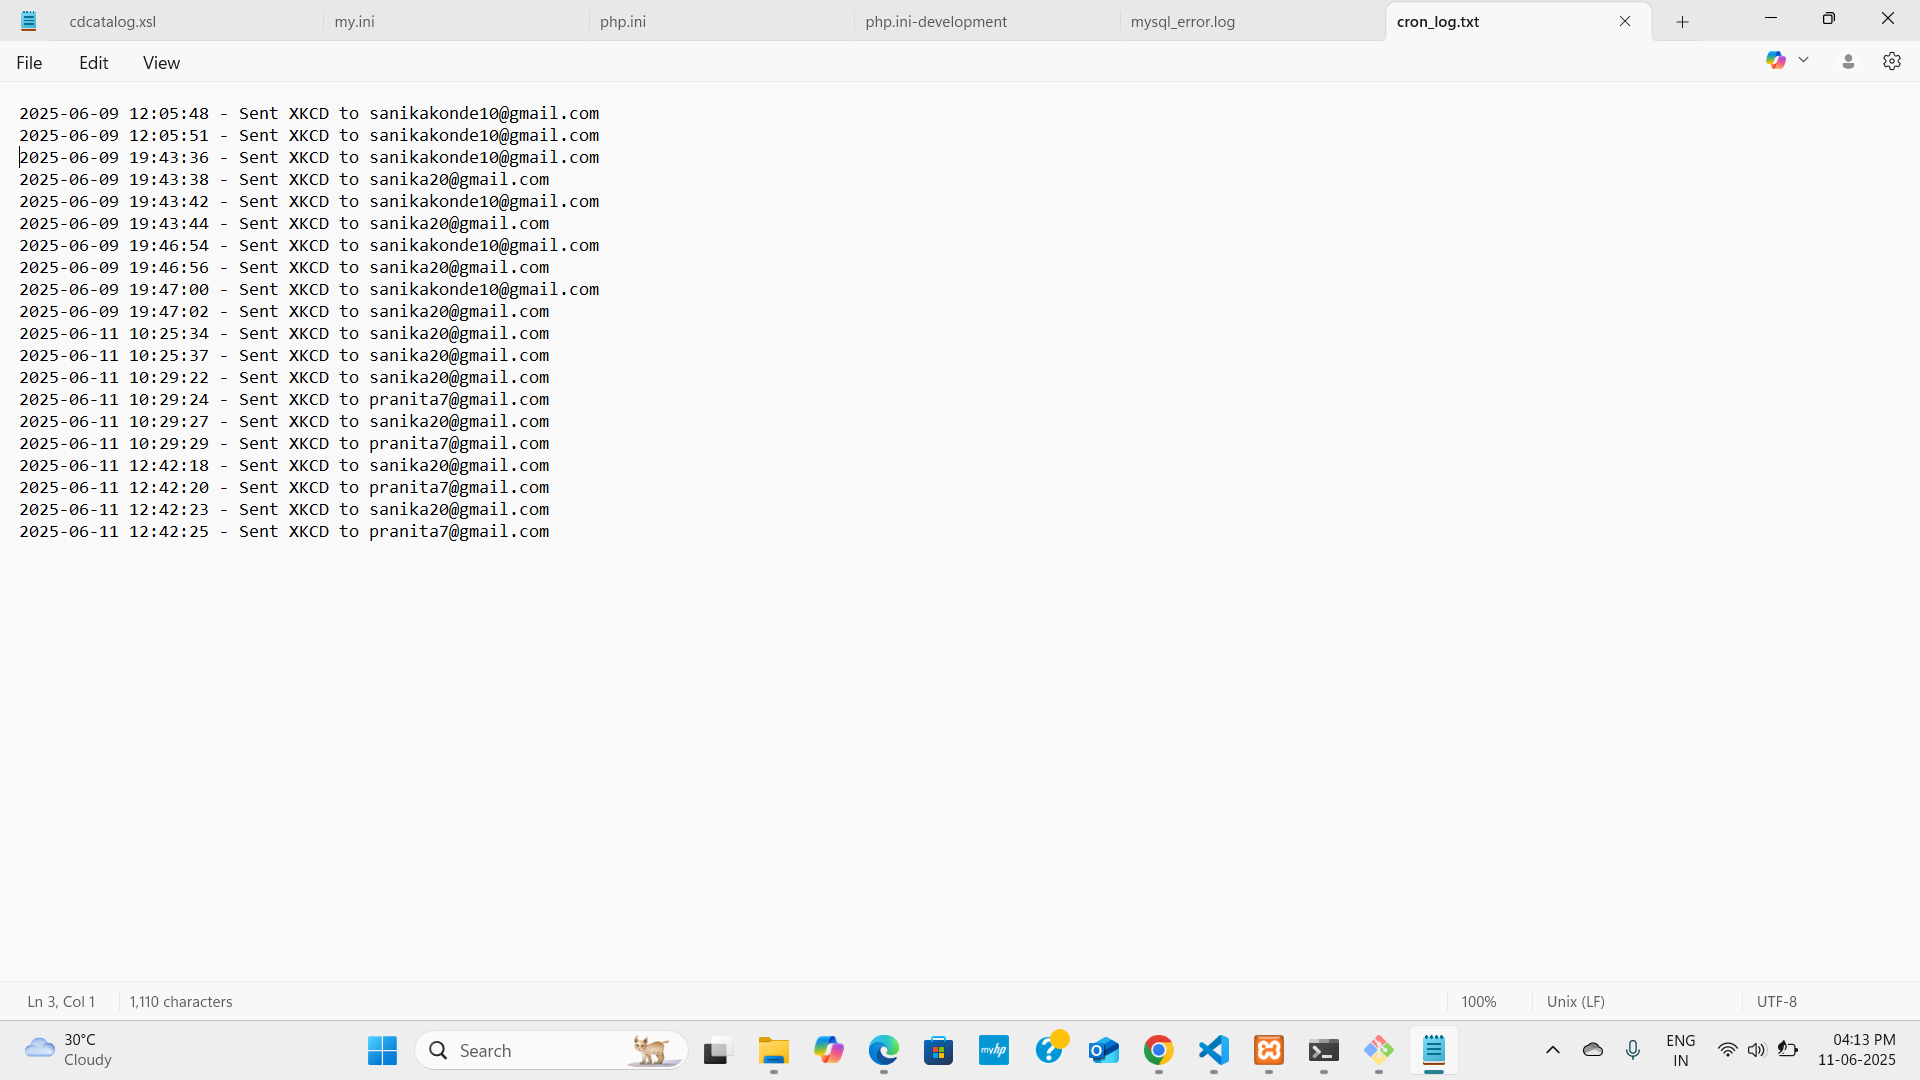 cdcatalog.xsl
my.ini
php.ini
php.ini-development
mysql_error.log
cron_log.txt
File
Edit
View
2025-06-09 12:05:48 - Sent XKCD to sanikakonde10@gmail.com
2025-06-09 12:05:51 - Sent XKCD to sanikakonde10@gmail.com
2025-06-09 19:43:36 - Sent XKCD to sanikakonde10@gmail.com
2025-06-09 19:43:38 - Sent XKCD to sanika20@gmail.com
2025-06-09 19:43:42 - Sent XKCD to sanikakonde10@gmail.com
2025-06-09 19:43:44 - Sent XKCD to sanika20@gmail.com
2025-06-09 19:46:54 - Sent XKCD to sanikakonde10@gmail.com
2025-06-09 19:46:56 - Sent XKCD to sanika20@gmail.com
2025-06-09 19:47:00 - Sent XKCD to sanikakonde10@gmail.com
2025-06-09 19:47:02 - Sent XKCD to sanika20@gmail.com
2025-06-11 10:25:34 - Sent XKCD to sanika20@gmail.com
2025-06-11 10:25:37 - Sent XKCD to sanika20@gmail.com
2025-06-11 10:29:22 - Sent XKCD to sanika20@gmail.com
2025-06-11 10:29:24 - Sent XKCD to pranita7@gmail.com
2025-06-11 10:29:27 - Sent XKCD to sanika20@gmail.com
2025-06-11 10:29:29 - Sent XKCD to pranita7@gmail.com
2025-06-11 12:42:18 - Sent XKCD to sanika20@gmail.com
2025-06-11 12:42:20 - Sent XKCD to pranita7@gmail.com
2025-06-11 12:42:23 - Sent XKCD to sanika20@gmail.com
2025-06-11 12:42:25 - Sent XKCD to pranita7@gmail.com
Ln 3, Col 1
1,110 characters
100%
Unix (LF)
UTF-8
30°C
Cloudy
Search
myhp
ENG
IN
04:13 PM
11-06-2025